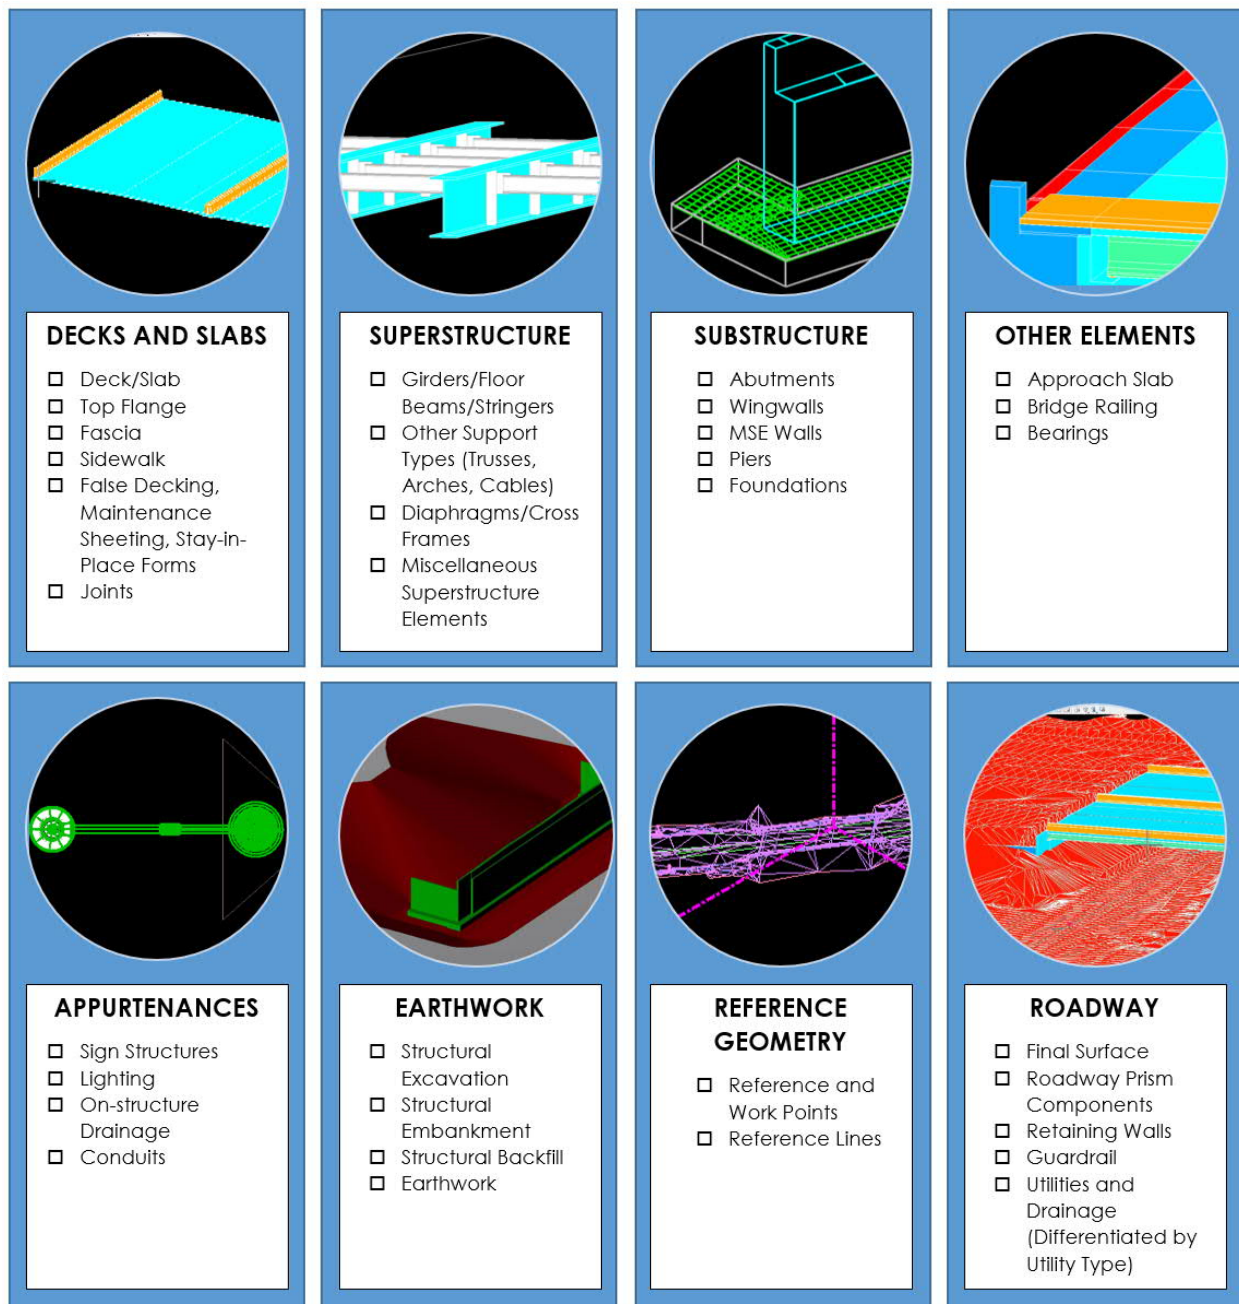 DECKS AND SLABS
☐ Deck/Slab
☐ Top Flange
☐ Fascia
☐ Sidewalk
☐ False Decking,
Maintenance
Sheeting, Stay-in-
Place Forms
☐ Joints
SUPERSTRUCTURE
☐ Girders/Floor
Beams/Stringers
☐ Other Support
Types (Trusses,
Arches, Cables)
☐ Diaphragms/Cross
Frames
☐ Miscellaneous
Superstructure
Elements
SUBSTRUCTURE
☐ Abutments
☐ Wingwalls
☐ MSE Walls
☐ Piers
☐ Foundations
OTHER ELEMENTS
☐ Approach Slab
☐ Bridge Railing
☐ Bearings
APPURTENANCES
☐ Sign Structures
☐ Lighting
☐ On-structure
Drainage
☐ Conduits
EARTHWORK
☐ Structural
Excavation
☐ Structural
Embankment
☐ Structural Backfill
☐ Earthwork
REFERENCE
GEOMETRY
☐ Reference and
Work Points
☐ Reference Lines
ROADWAY
☐ Final Surface
☐ Roadway Prism
Components
☐ Retaining Walls
☐ Guardrail
☐ Utilities and
Drainage
(Differentiated by
Utility Type)